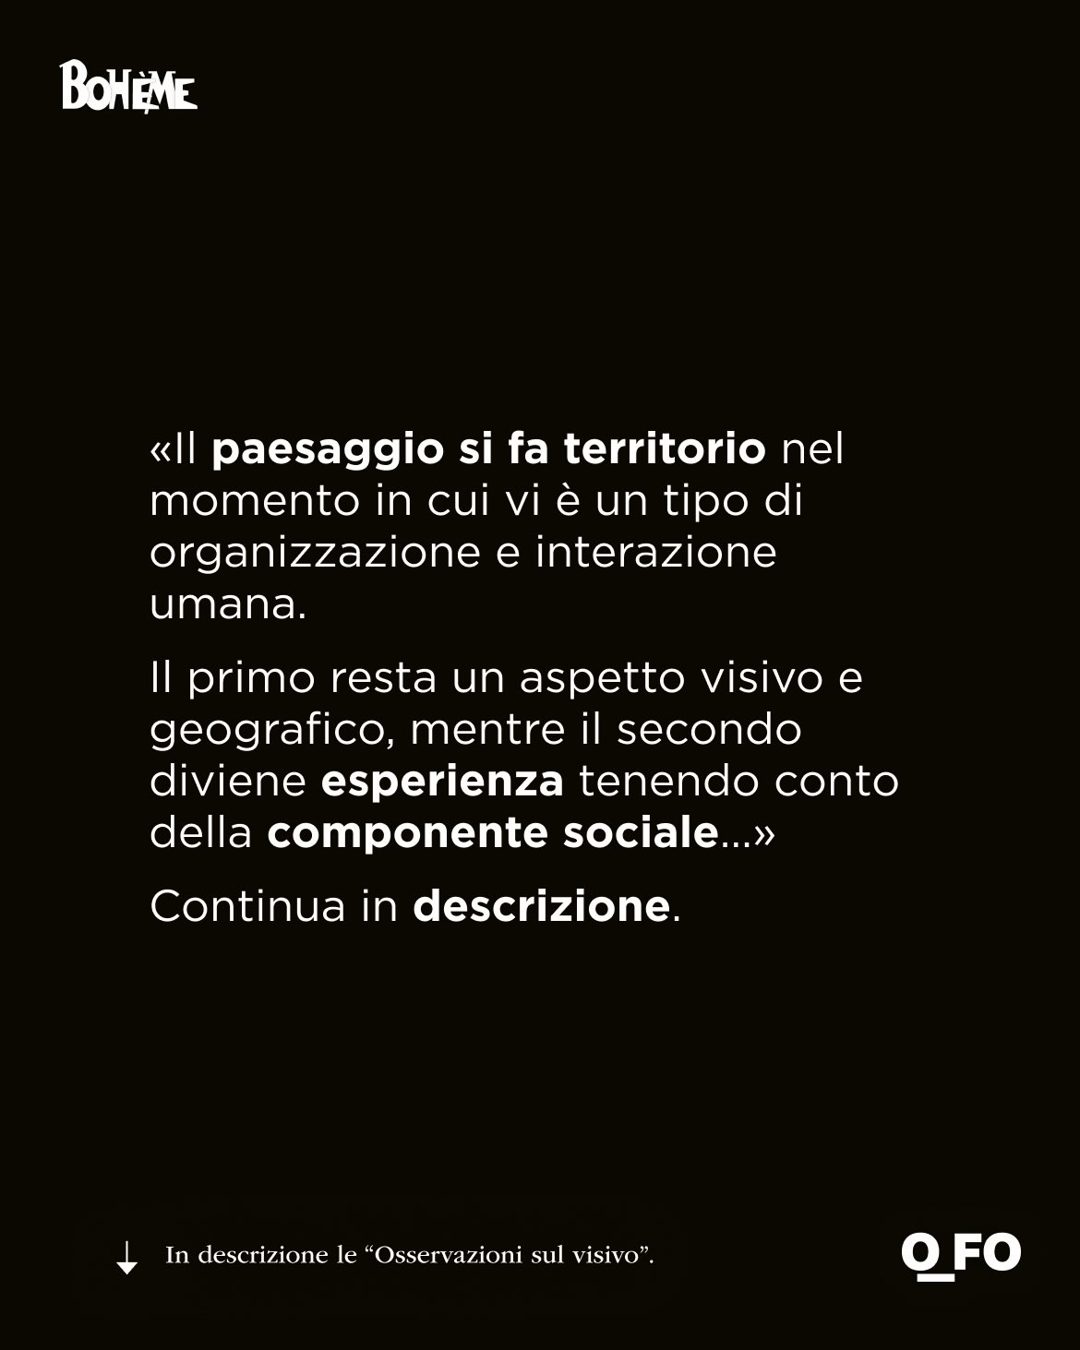 BOHÈME
«Il paesaggio si fa territorio nel
momento in cui vi è un tipo di
organizzazione e interazione
umana.
Il primo resta un aspetto visivo e
geografico, mentre il secondo
diviene esperienza tenendo conto
della componente sociale...»
Continua in descrizione.
In descrizione le “Osservazioni sul visivo”.
O_FO